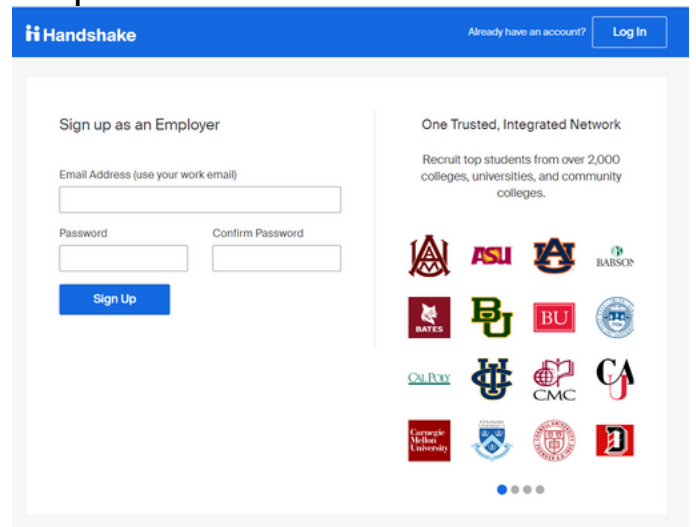 Handshake
Already have an account?
Log In
Sign up as an Employer
Email Address (use your work email)
Password
Confirm Password
Sign Up
One Trusted, Integrated Network
Recruit top students from over 2,000
colleges, universities, and community
colleges.
ASU
BABSON
BATES
BU
BU
CAL POLY
CMC
Carnegie
Mellon
University